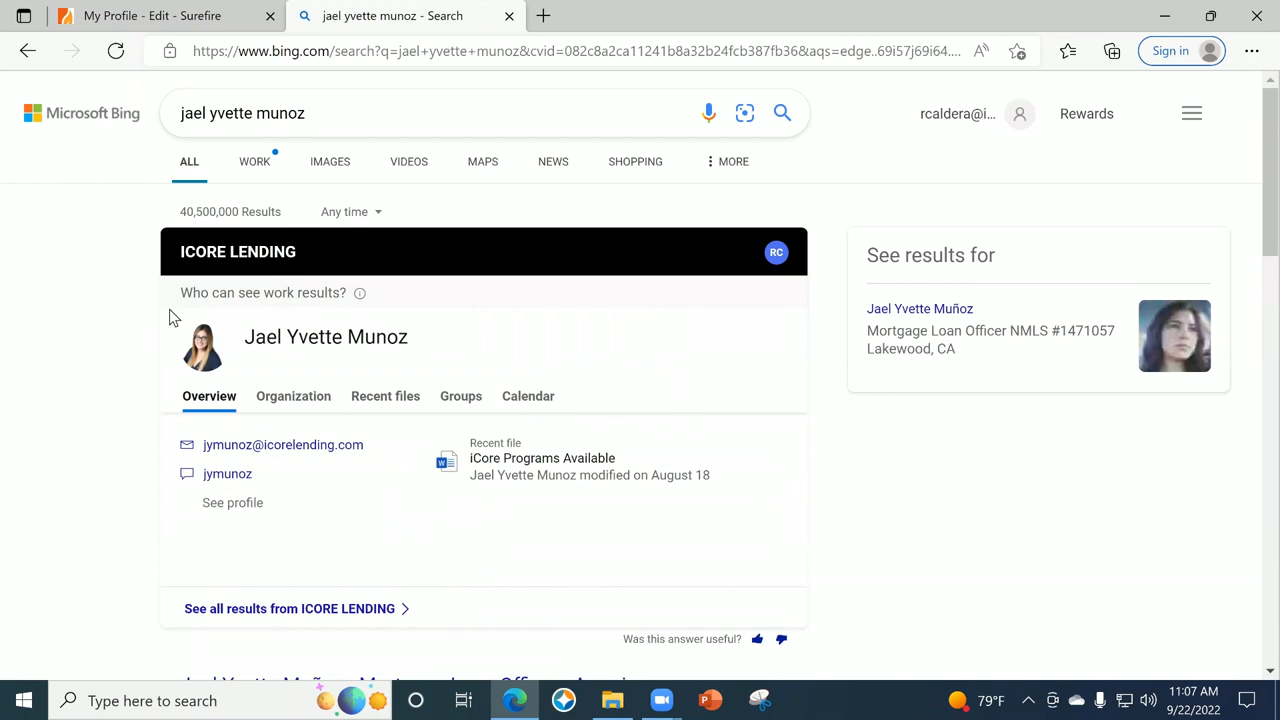 My Profile - Edit - Surefire
jael yvette munoz - Search
https://www.bing.com/search?q=jael+yvette+munoz&cvid=082c8a2ca11241b8a32b24fcb387fb36&aqs=edge..69i57j69i64....
Sign in
Microsoft Bing
jael yvette munoz
rcaldera@i...
Rewards
ALL
WORK
IMAGES
VIDEOS
MAPS
NEWS
SHOPPING
MORE
40,500,000 Results
Any time
ICORE LENDING
RC
Who can see work results?
Jael Yvette Munoz
Overview
Organization
Recent files
Groups
Calendar
jymunoz@icorelending.com
jymunoz
See profile
Recent file
iCore Programs Available
Jael Yvette Munoz modified on August 18
See all results from ICORE LENDING
Was this answer useful?
See results for
Jael Yvette Muñoz
Mortgage Loan Officer NMLS #1471057
Lakewood, CA
Type here to search
79°F
11:07 AM
9/22/2022